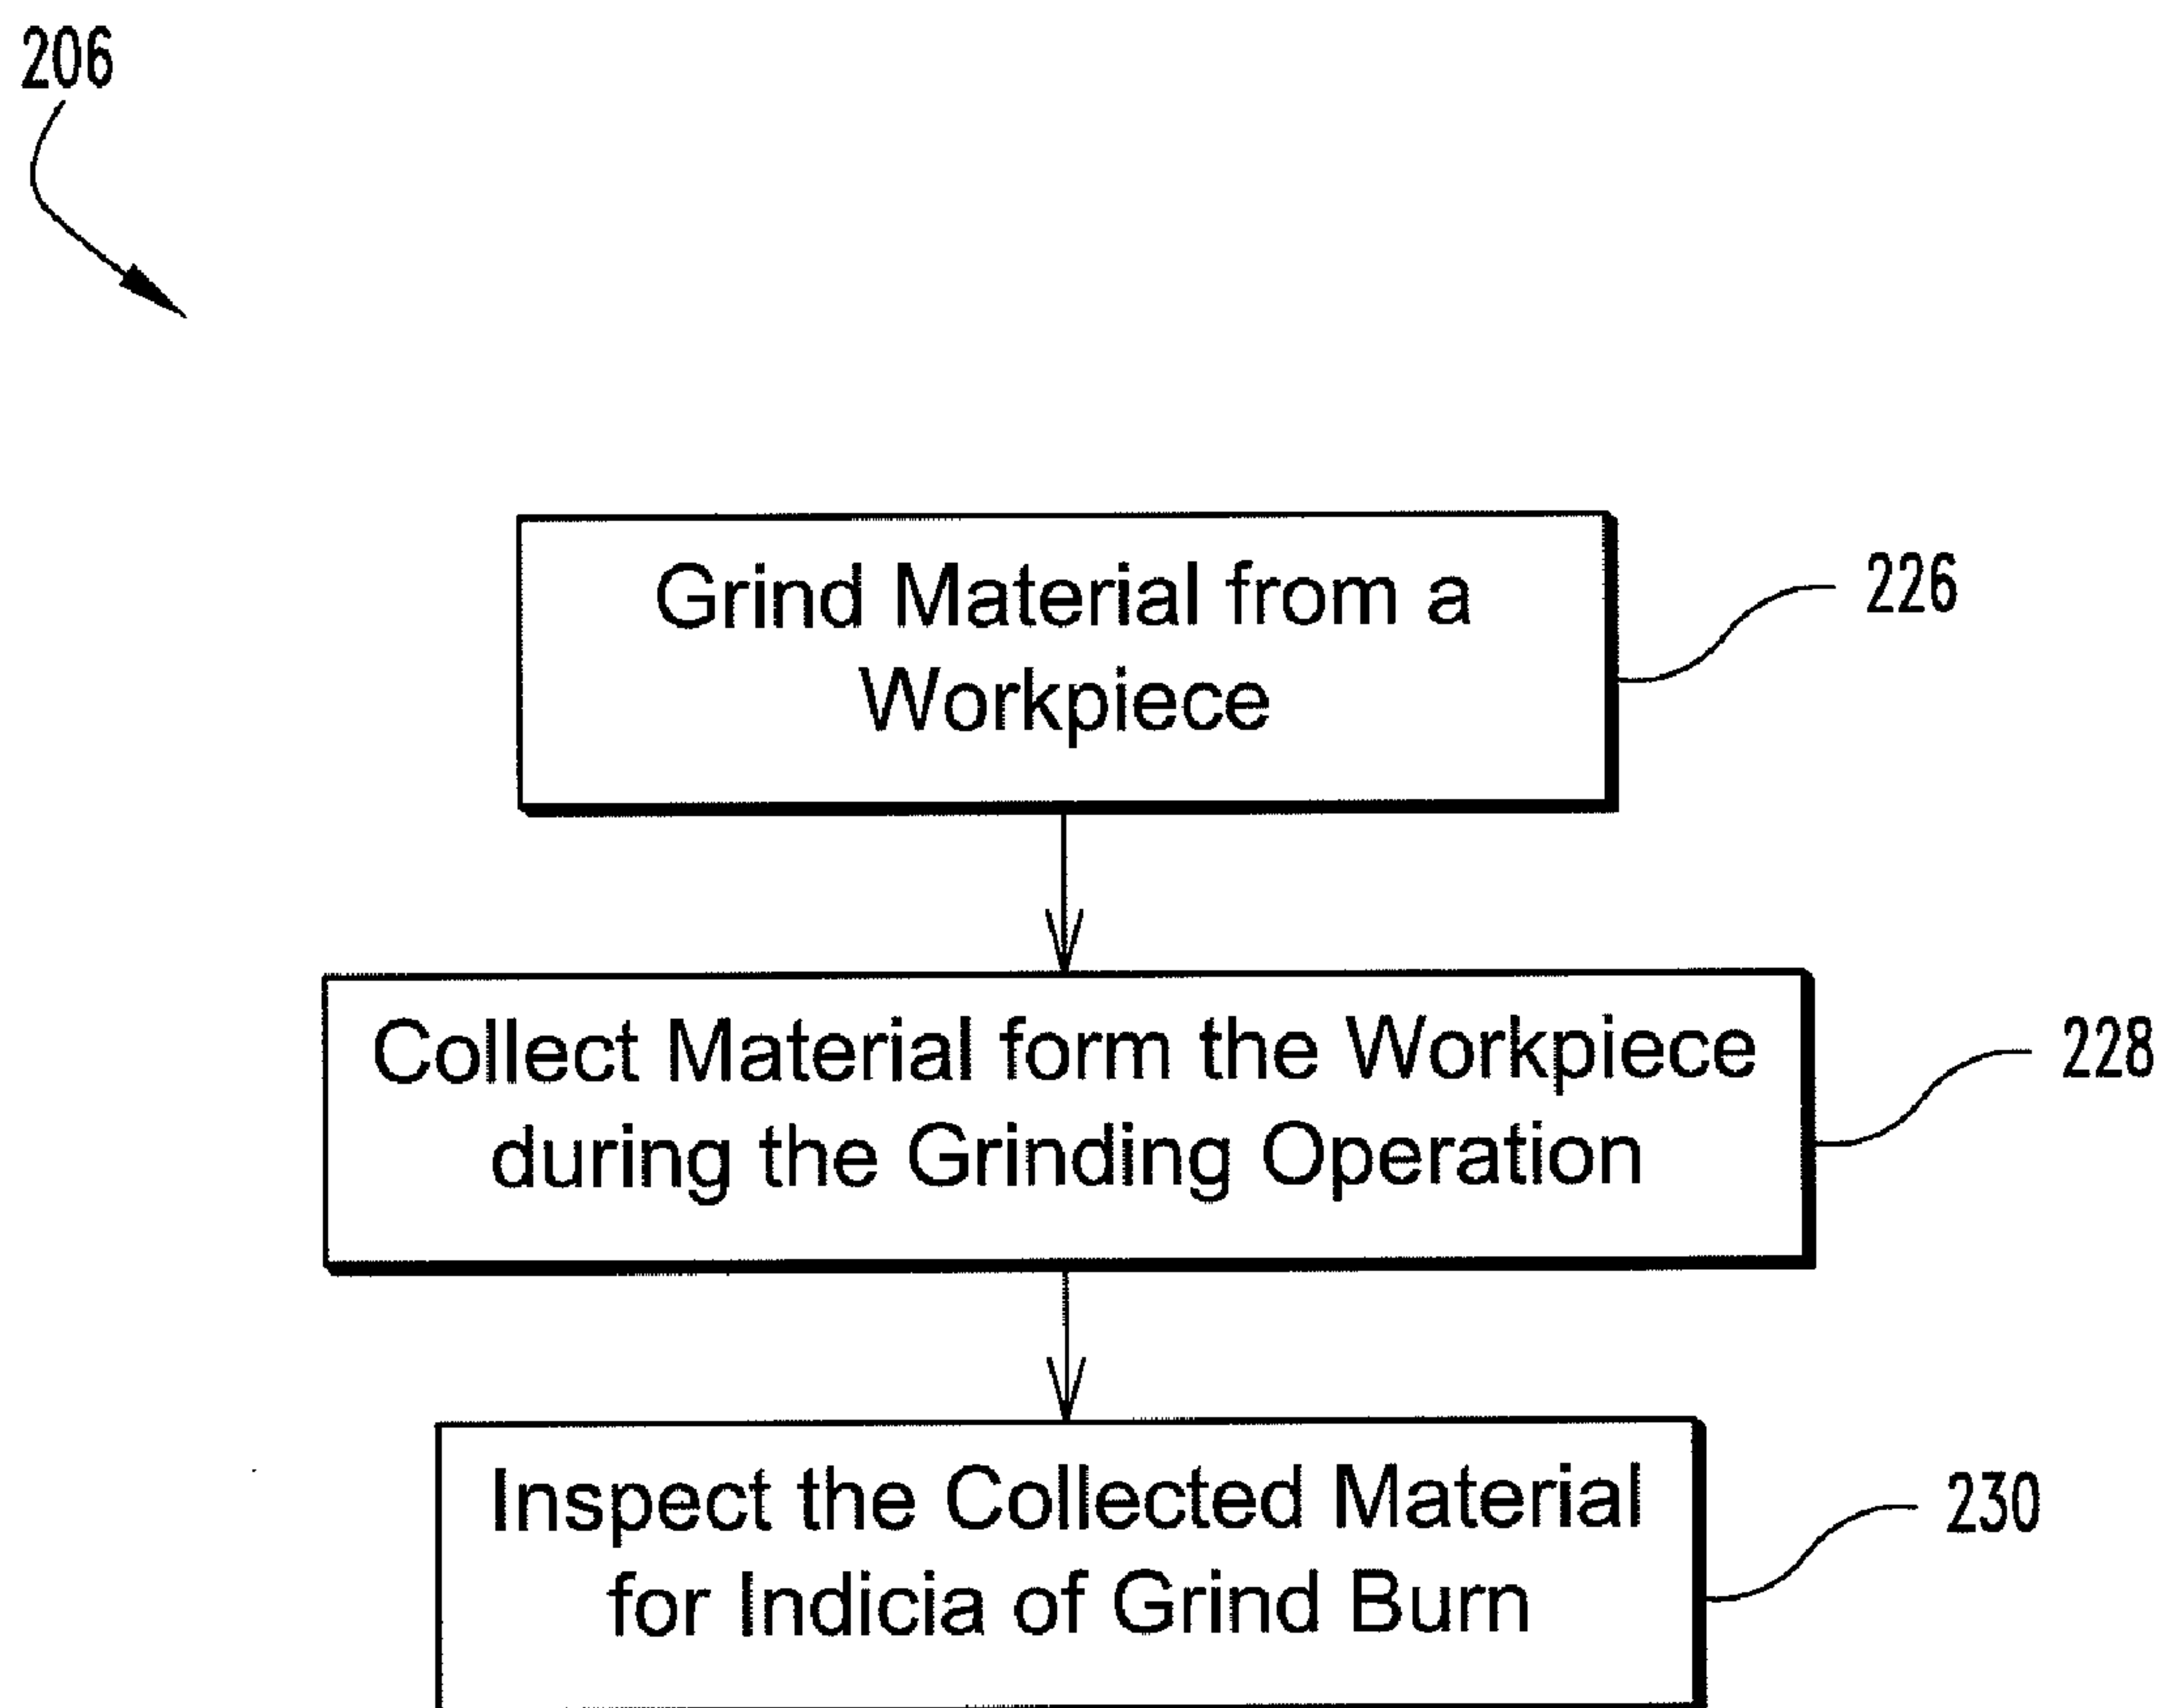 206
Grind Material from a
Workpiece
226
Collect Material form the Workpiece
during the Grinding Operation
228
Inspect the Collected Material
for Indicia of Grind Burn
230